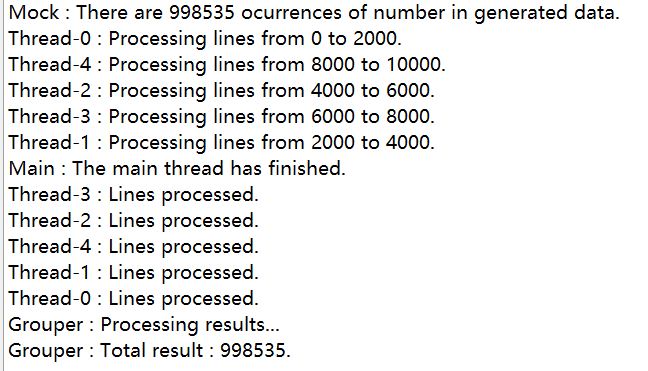 Mock : There are 998535 ocurrences of number in generated data.
Thread-0 : Processing lines from 0 to 2000.
Thread-4 : Processing lines from 8000 to 10000.
Thread-2 : Processing lines from 4000 to 6000.
Thread-3 : Processing lines from 6000 to 8000.
Thread-1 : Processing lines from 2000 to 4000.
Main : The main thread has finished.
Thread-3 : Lines processed.
Thread-2 : Lines processed.
Thread-4 : Lines processed.
Thread-1 : Lines processed.
Thread-0 : Lines processed.
Grouper : Processing results...
Grouper : Total result : 998535.